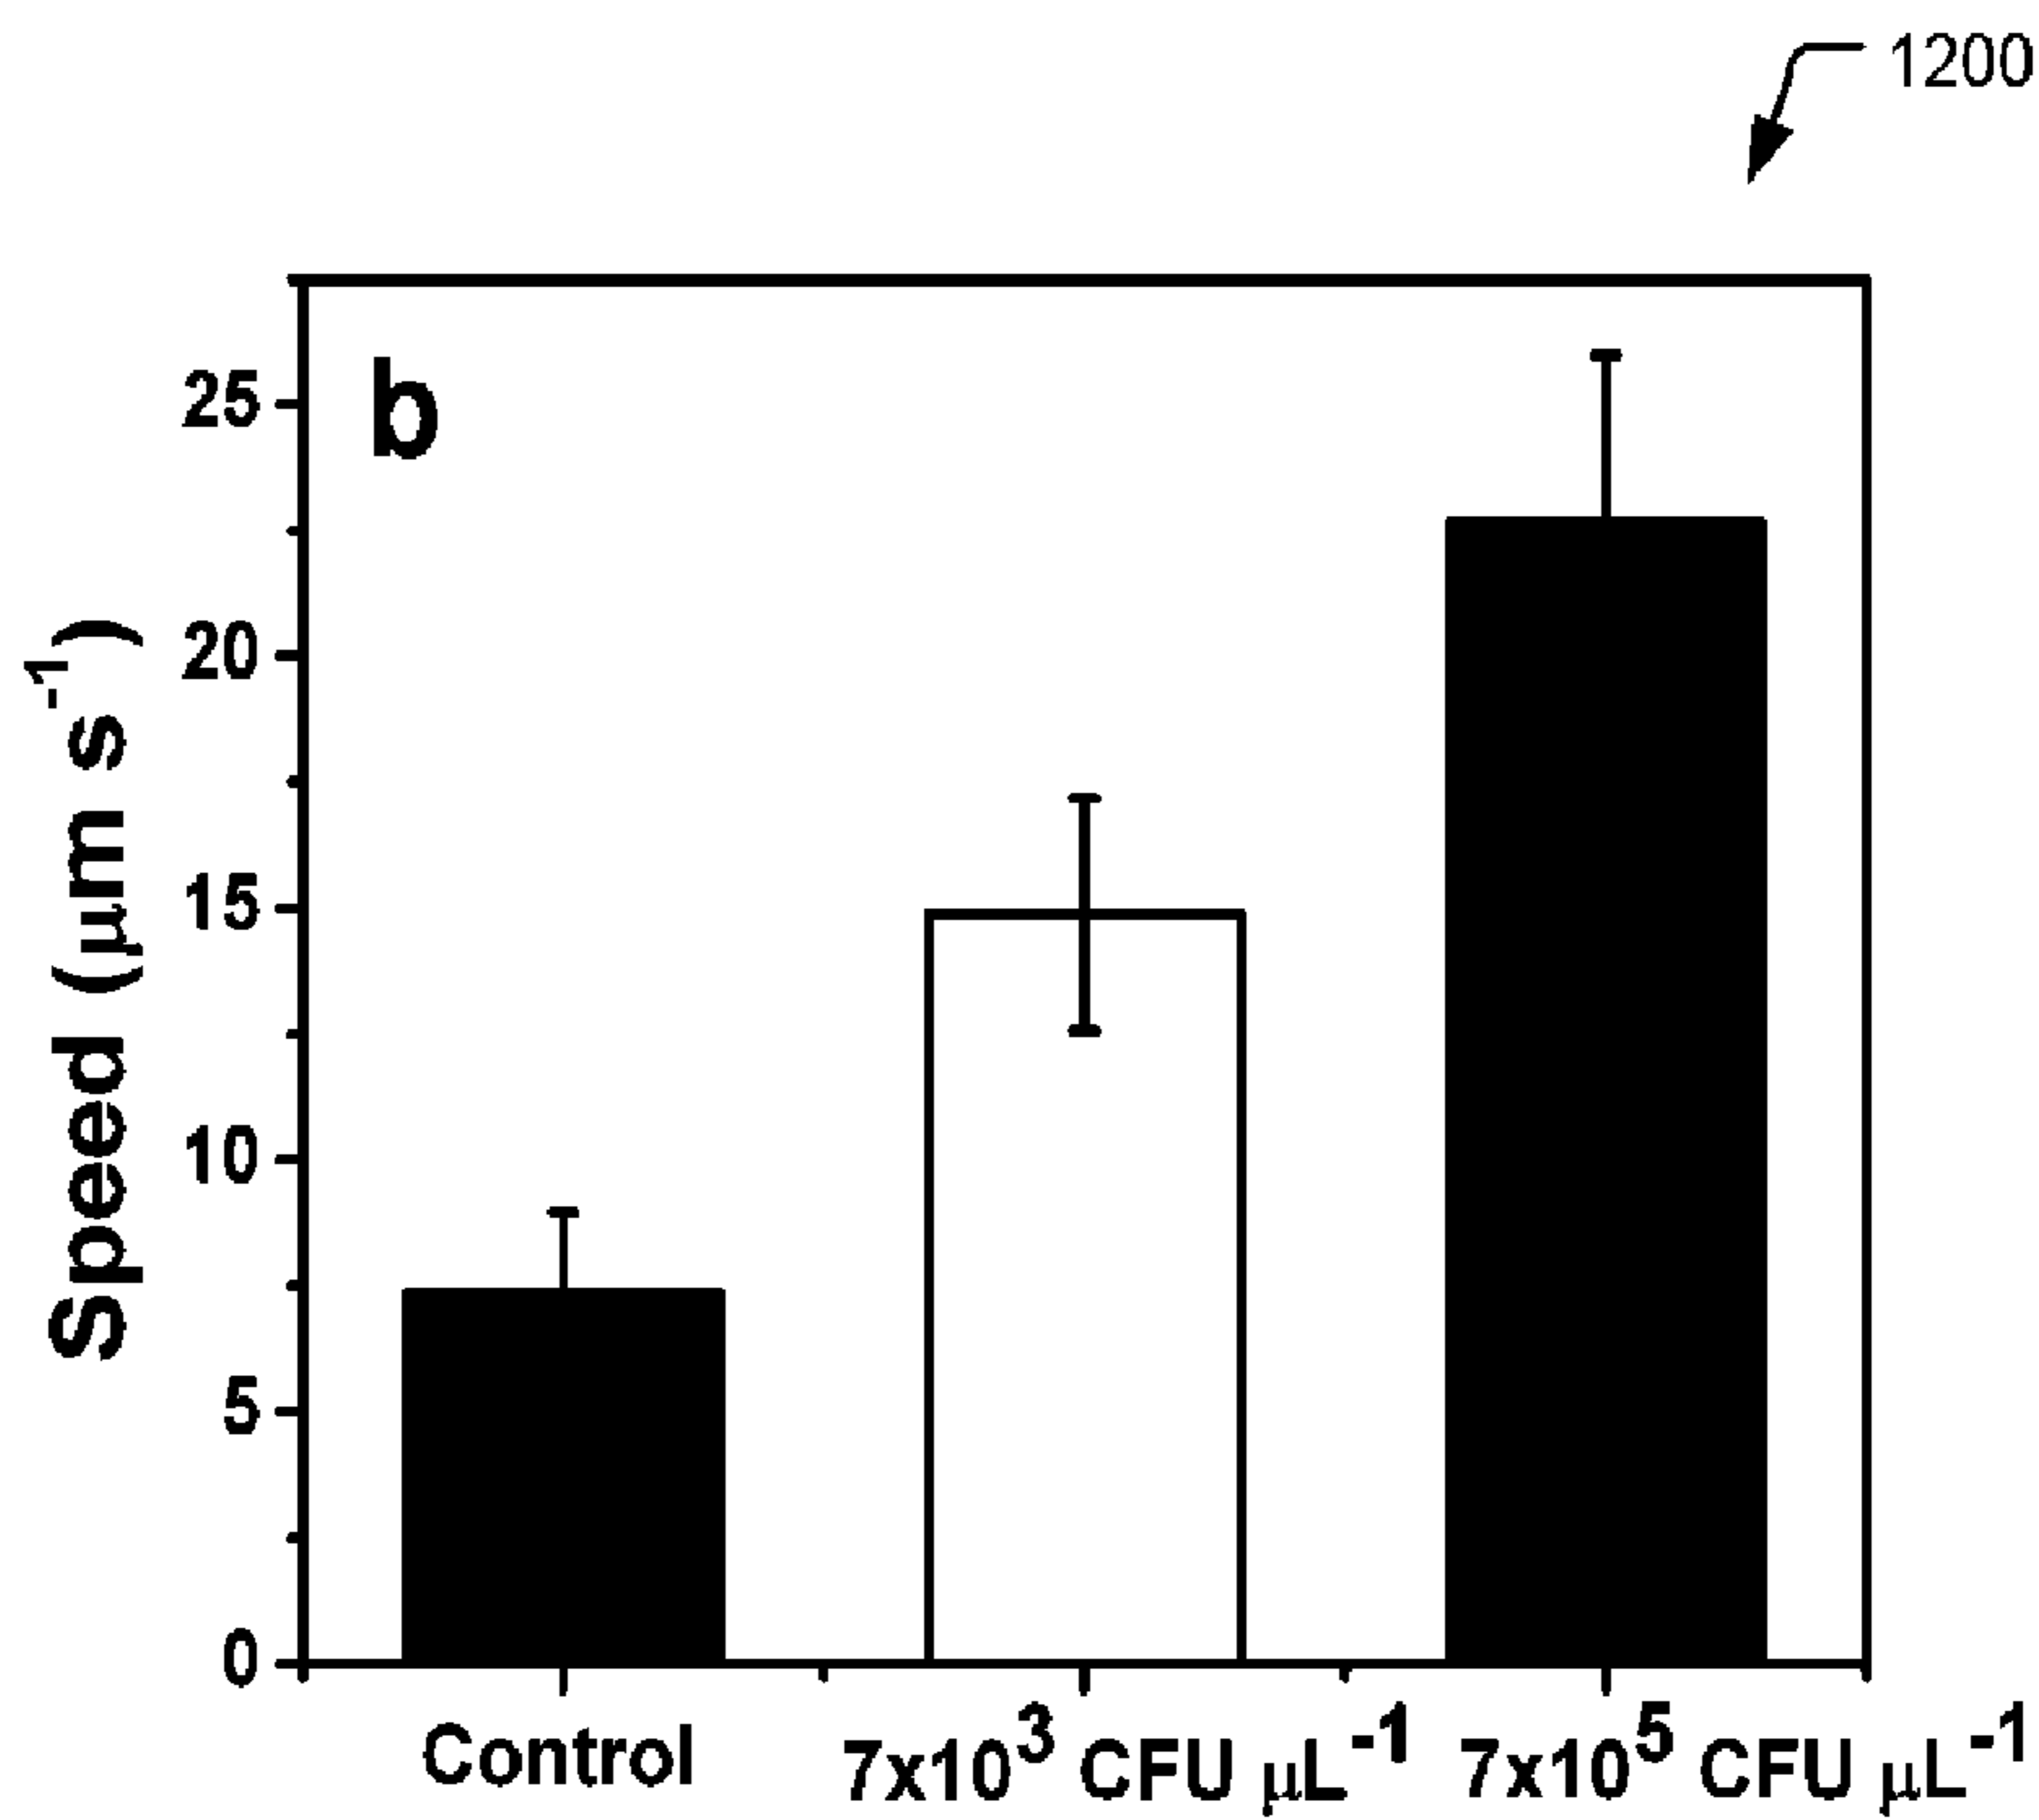 1200
b
25
20
15
10
5
0
Speed (μm s⁻¹)
Control
7x10³ CFU μL⁻¹
7x10⁵ CFU μL⁻¹